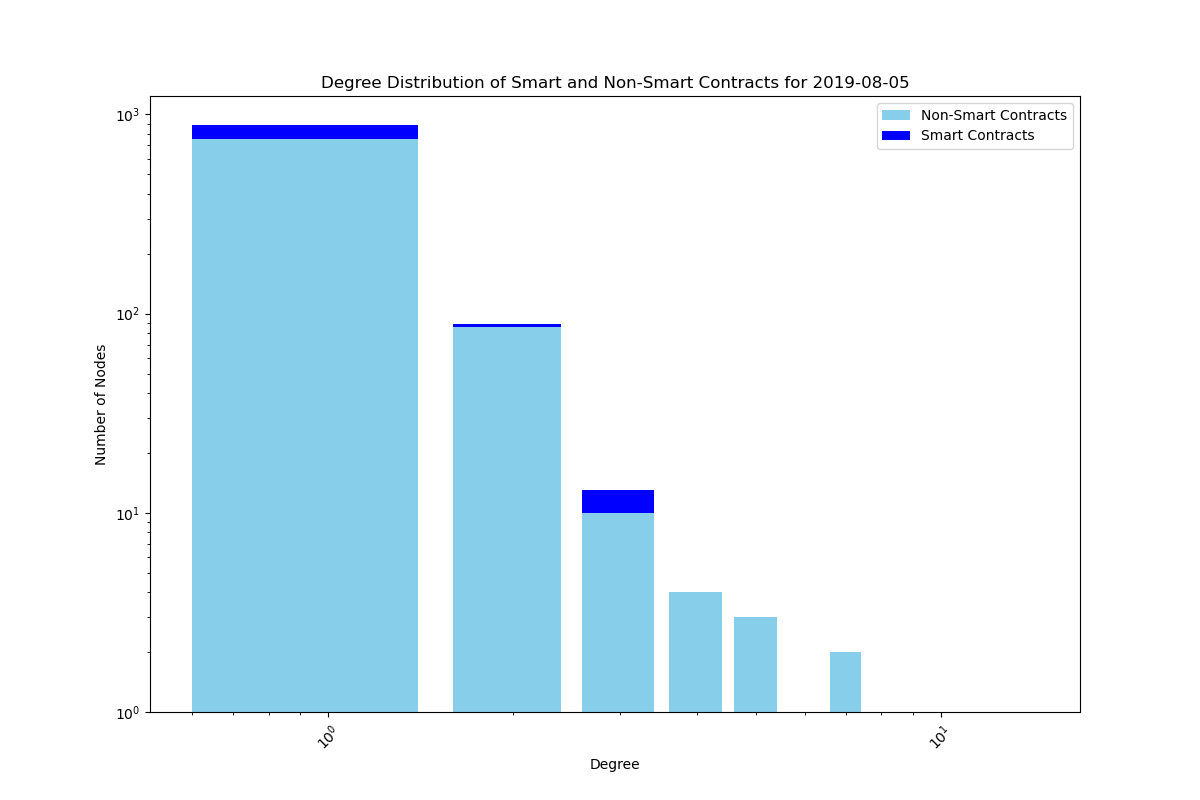 Degree Distribution of Smart and Non-Smart Contracts for 2019-08-05
Non-Smart Contracts
Smart Contracts
Number of Nodes
10³
10²
10¹
10⁰
10⁰
10¹
Degree